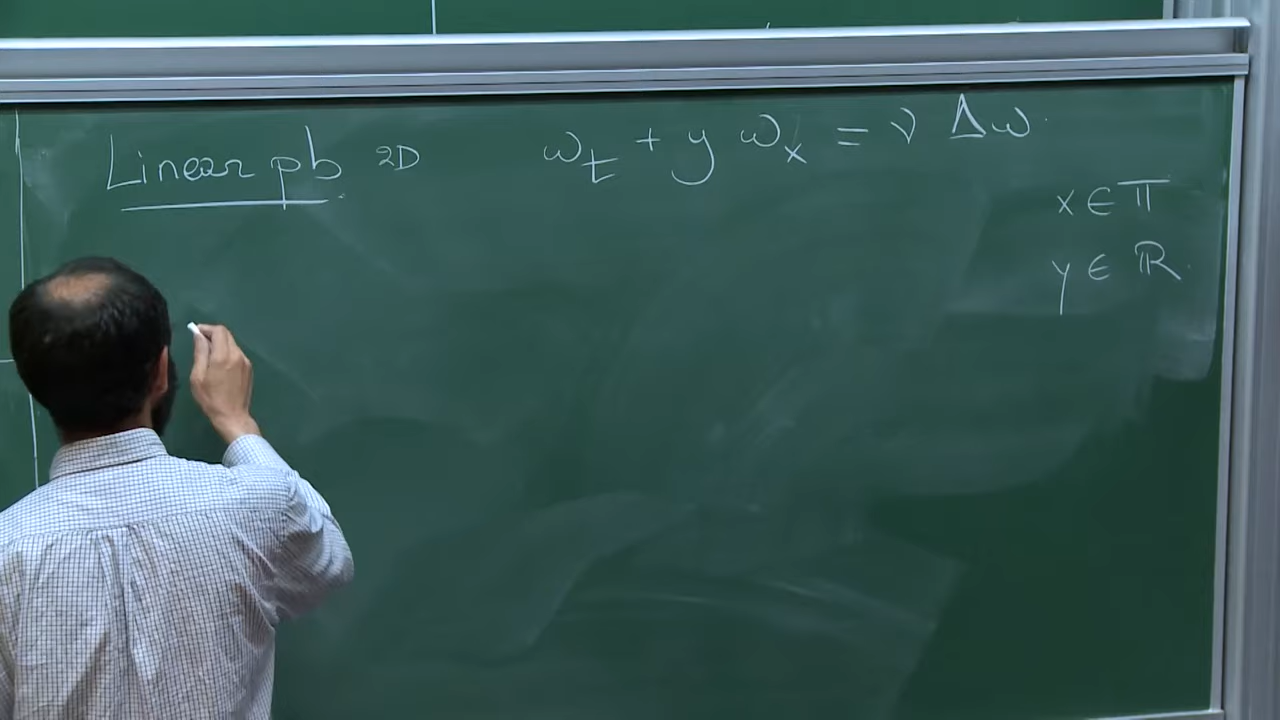 Linear pb 2D ω_t + y ω_x = ν Δω.
x ∈ 𝕋
y ∈ ℝ.